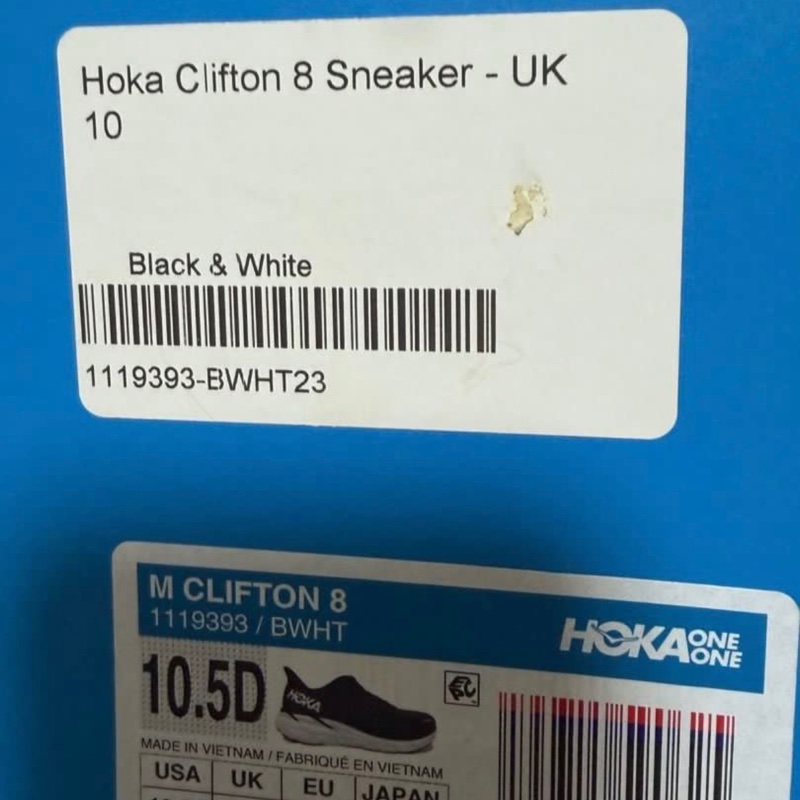 Hoka Clifton 8 Sneaker - UK
10
Black & White
1119393-BWHT23
M CLIFTON 8
1119393 / BWHT
HOKA ONE ONE
10.5D
HOKA
MADE IN VIETNAM / FABRIQUÉ EN VIETNAM
USA UK EU JAPAN